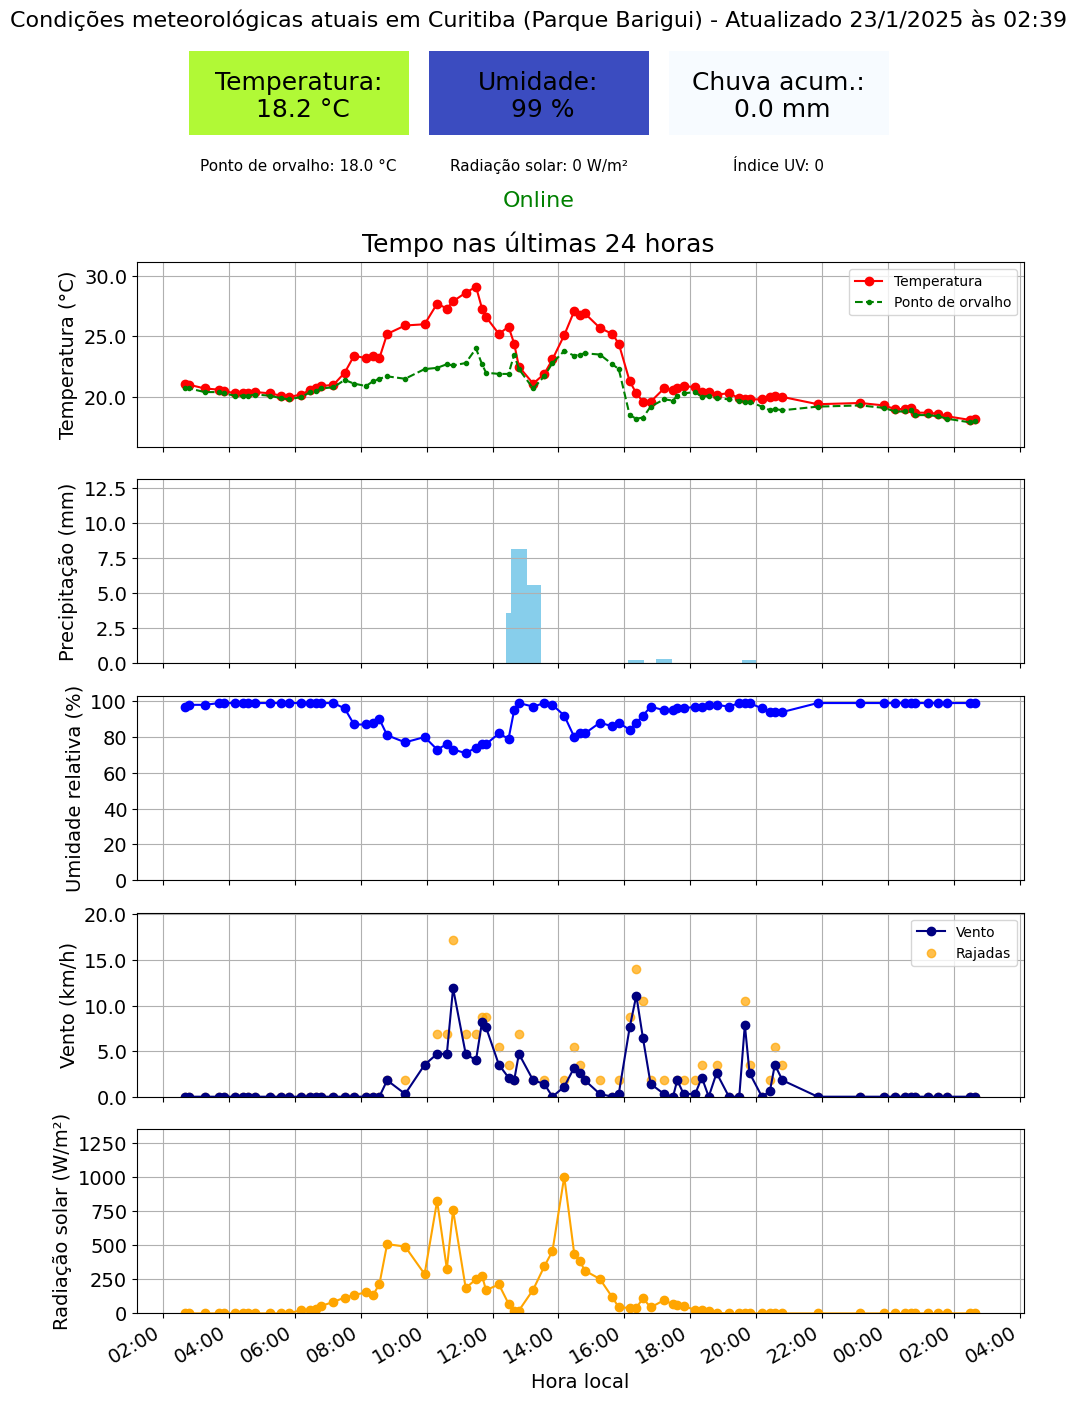 Condições meteorológicas atuais em Curitiba (Parque Barigui) - Atualizado 23/1/2025 às 02:39
Temperatura:
18.2 °C
Umidade:
99 %
Chuva acum.:
0.0 mm
Ponto de orvalho: 18.0 °C
Radiação solar: 0 W/m²
Índice UV: 0
Online
Tempo nas últimas 24 horas
Temperatura (°C)
30.0
25.0
20.0
Temperatura
Ponto de orvalho
Precipitação (mm)
12.5
10.0
7.5
5.0
2.5
0.0
Umidade relativa (%)
100
80
60
40
20
0
Vento (km/h)
20.0
15.0
10.0
5.0
0.0
Vento
Rajadas
Radiação solar (W/m²)
1250
1000
750
500
250
0
02:00 04:00 06:00 08:00 10:00 12:00 14:00 16:00 18:00 20:00 22:00 00:00 02:00 04:00
Hora local